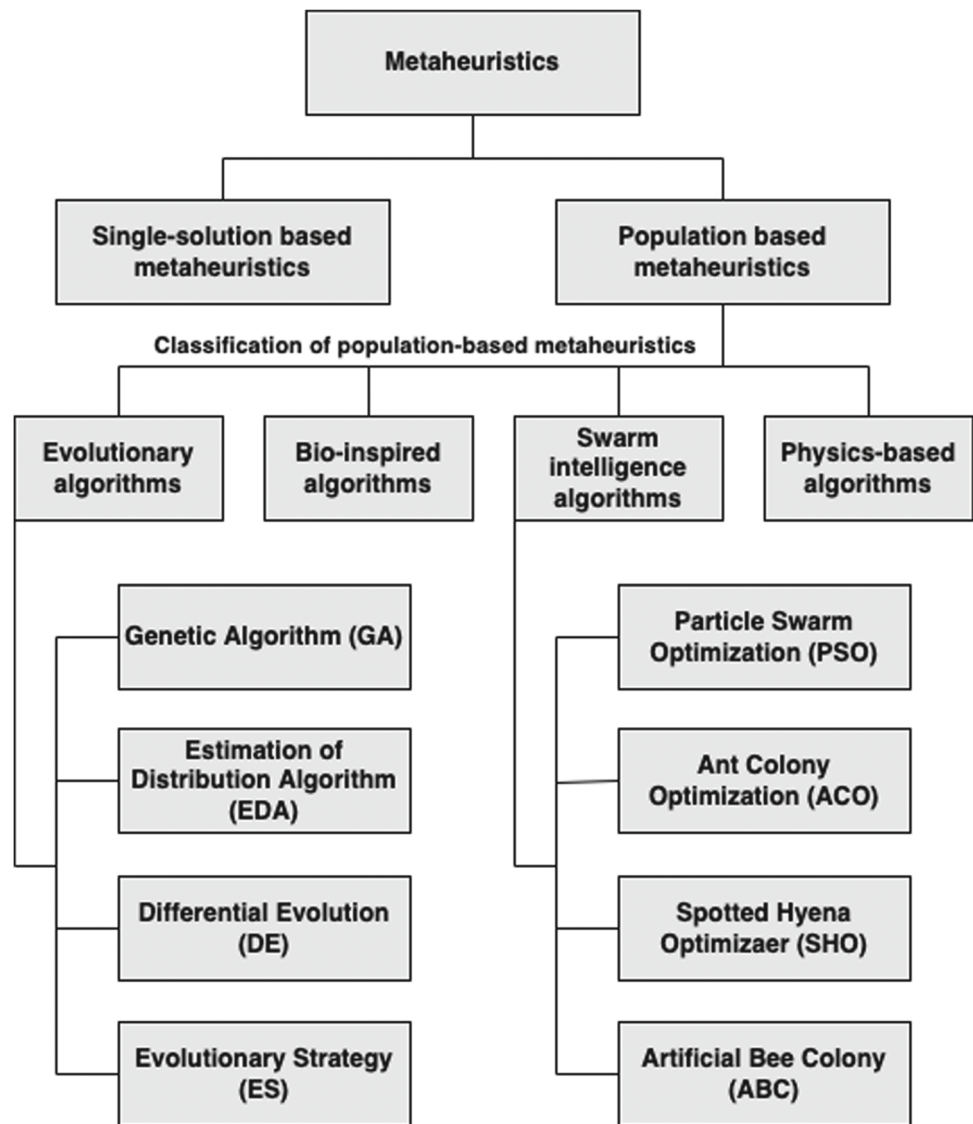 Metaheuristics
Single-solution based
metaheuristics
Population based
metaheuristics
Classification of population-based metaheuristics
Evolutionary
algorithms
Bio-inspired
algorithms
Swarm
intelligence
algorithms
Physics-based
algorithms
Genetic Algorithm (GA)
Estimation of
Distribution Algorithm
(EDA)
Differential Evolution
(DE)
Evolutionary Strategy
(ES)
Particle Swarm
Optimization (PSO)
Ant Colony
Optimization (ACO)
Spotted Hyena
Optimizaer (SHO)
Artificial Bee Colony
(ABC)